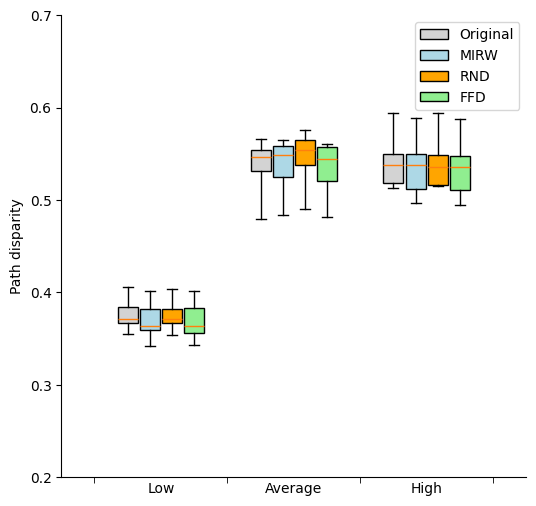 0.7
Original
MIRW
RND
FFD
0.6
0.5
0.4
0.3
0.2
Path disparity
Low
Average
High